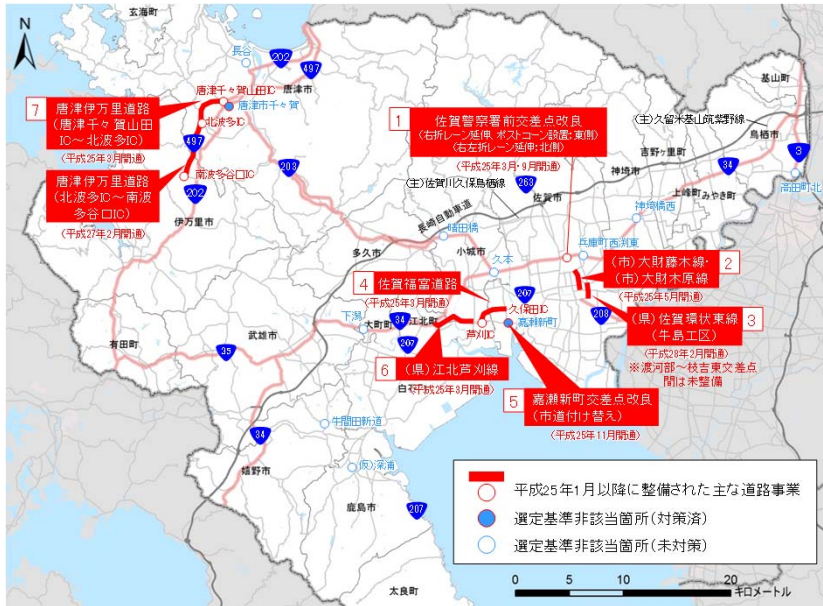 玄海町
N
長谷
202
497
唐津千々賀山田IC
唐津市
唐津市千々賀
7
唐津伊万里道路
(唐津千々賀山田
IC～北波多IC)
(平成25年3月開通)
北波多IC
497
南波多谷口IC
202
唐津伊万里道路
(北波多IC～南波
多谷口IC)
(平成27年2月開通)
伊万里市
203
1
佐賀警察署前交差点改良
(右折レーン延伸、ポストコーン設置:東側)
(右左折レーン延伸:北側)
(平成25年3月・9月開通)
基山町
(主)久留米基山筑紫野線
鳥栖市
3
吉野ヶ里町
34
神埼市
上峰町
みやき町
高田町北
(主)佐賀川久保鳥栖線
263
佐賀市
神埼橋西
長崎自動車道
晴田橋
多久市
小城市
久本
兵庫町西渕東
(市)大財藤木線・
(市)大財木原線
2
(平成25年5月開通)
4
佐賀福富道路
(平成25年3月開通)
207
久保田IC
嘉瀬新町
208
(県)佐賀環状東線
(牛島工区)
3
(平成28年2月開通)
※渡河部～枝吉東交差点
間は未整備
下潟
大町町
34
江北町
芦刈IC
207
有田町
35
武雄市
6
(県)江北芦刈線
(平成25年3月開通)
白石
5
嘉瀬新町交差点改良
(市道付け替え)
(平成25年11月開通)
34
牛間田新道
嬉野市
(仮)深浦
鹿島市
207
太良町
平成25年1月以降に整備された主な道路事業
選定基準非該当箇所(対策済)
選定基準非該当箇所(未対策)
0 5 10 20
キロメートル